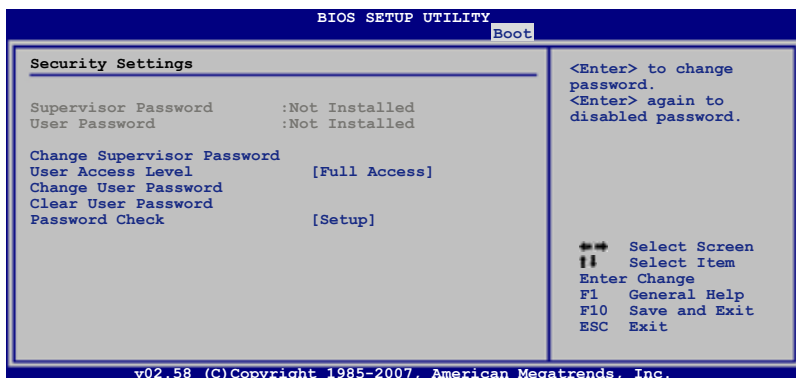 BIOS SETUP UTILITY
Boot
Security Settings
Supervisor Password :Not Installed
User Password :Not Installed
Change Supervisor Password
User Access Level [Full Access]
Change User Password
Clear User Password
Password Check [Setup]
<Enter> to change
password.
<Enter> again to
disabled password.
Select Screen
Select Item
Enter Change
F1 General Help
F10 Save and Exit
ESC Exit
v02.58 (C)Copyright 1985-2007, American Megatrends, Inc.